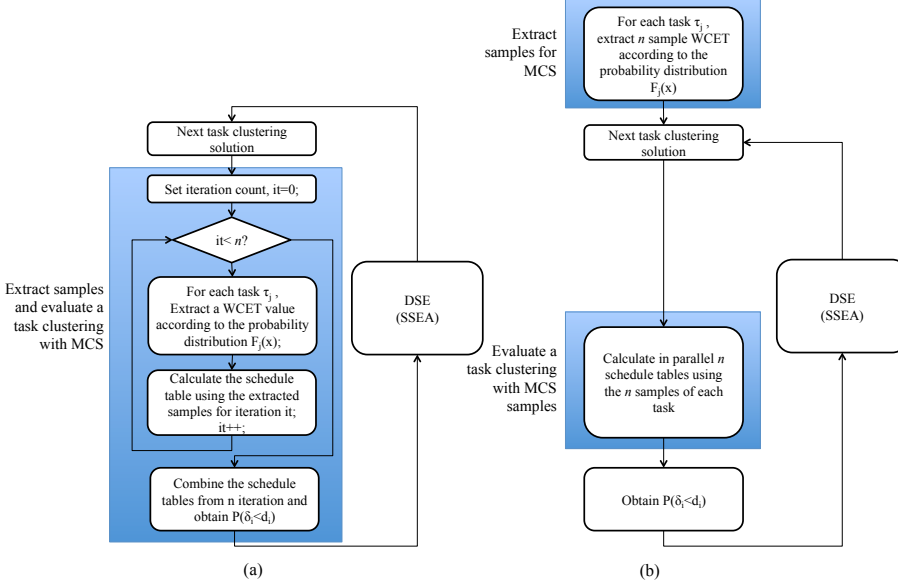 Next task clustering
solution
Set iteration count, it=0;
it< n?
Extract samples
and evaluate a
task clustering
with MCS
For each task τj ,
Extract a WCET value
according to the probability
distribution Fj(x);
Calculate the schedule
table using the extracted
samples for iteration it;
it++;
Combine the schedule
tables from n iteration and
obtain P(δi<di)
DSE
(SSEA)
(a)
Extract
samples for
MCS
For each task τj ,
extract n sample WCET
according to the
probability distribution
Fj(x)
Next task clustering
solution
DSE
(SSEA)
Evaluate a
task clustering
with MCS
samples
Calculate in parallel n
schedule tables using
the n samples of each
task
Obtain P(δi<di)
(b)